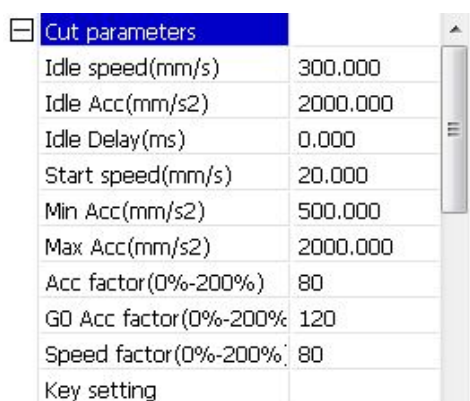 Cut parameters
Idle speed(mm/s) 300.000
Idle Acc(mm/s2) 2000.000
Idle Delay(ms) 0.000
Start speed(mm/s) 20.000
Min Acc(mm/s2) 500.000
Max Acc(mm/s2) 2000.000
Acc factor(0%-200%) 80
G0 Acc factor(0%-200% 120
Speed factor(0%-200%) 80
Key setting